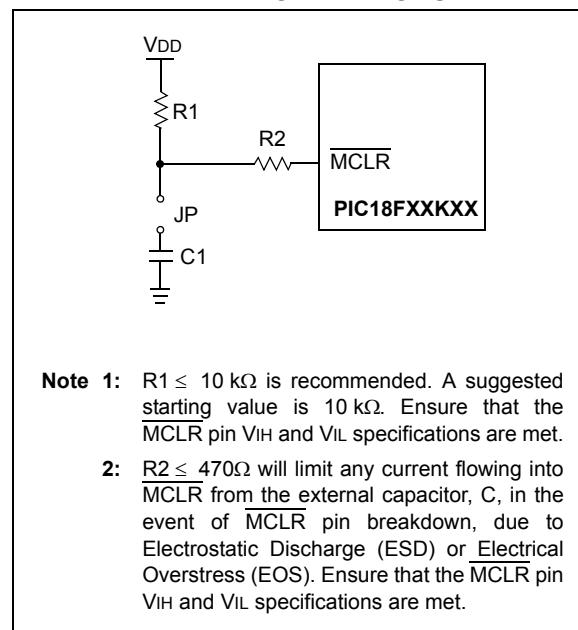 VDD
R1
R2
MCLR
PIC18FXXKXX
JP
C1
Note 1: R1 ≤ 10 kΩ is recommended. A suggested
starting value is 10 kΩ. Ensure that the
MCLR pin VIH and VIL specifications are met.
2: R2 ≤ 470Ω will limit any current flowing into
MCLR from the external capacitor, C, in the
event of MCLR pin breakdown, due to
Electrostatic Discharge (ESD) or Electrical
Overstress (EOS). Ensure that the MCLR pin
VIH and VIL specifications are met.